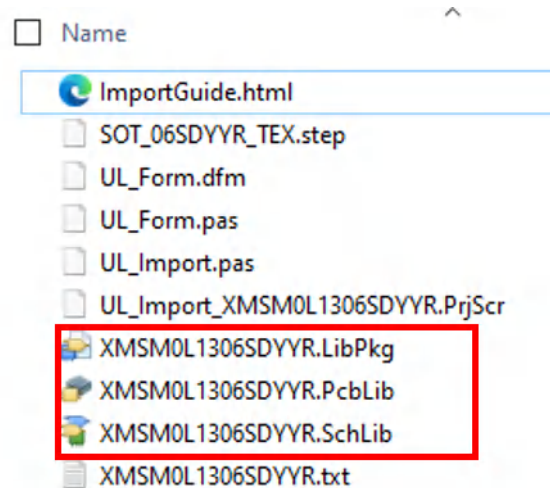 Name
ImportGuide.html
SOT_06SDYYR_TEX.step
UL_Form.dfm
UL_Form.pas
UL_Import.pas
UL_Import_XMSM0L1306SDYYR.PrjScr
XMSM0L1306SDYYR.LibPkg
XMSM0L1306SDYYR.PcbLib
XMSM0L1306SDYYR.SchLib
XMSM0L1306SDYYR.txt